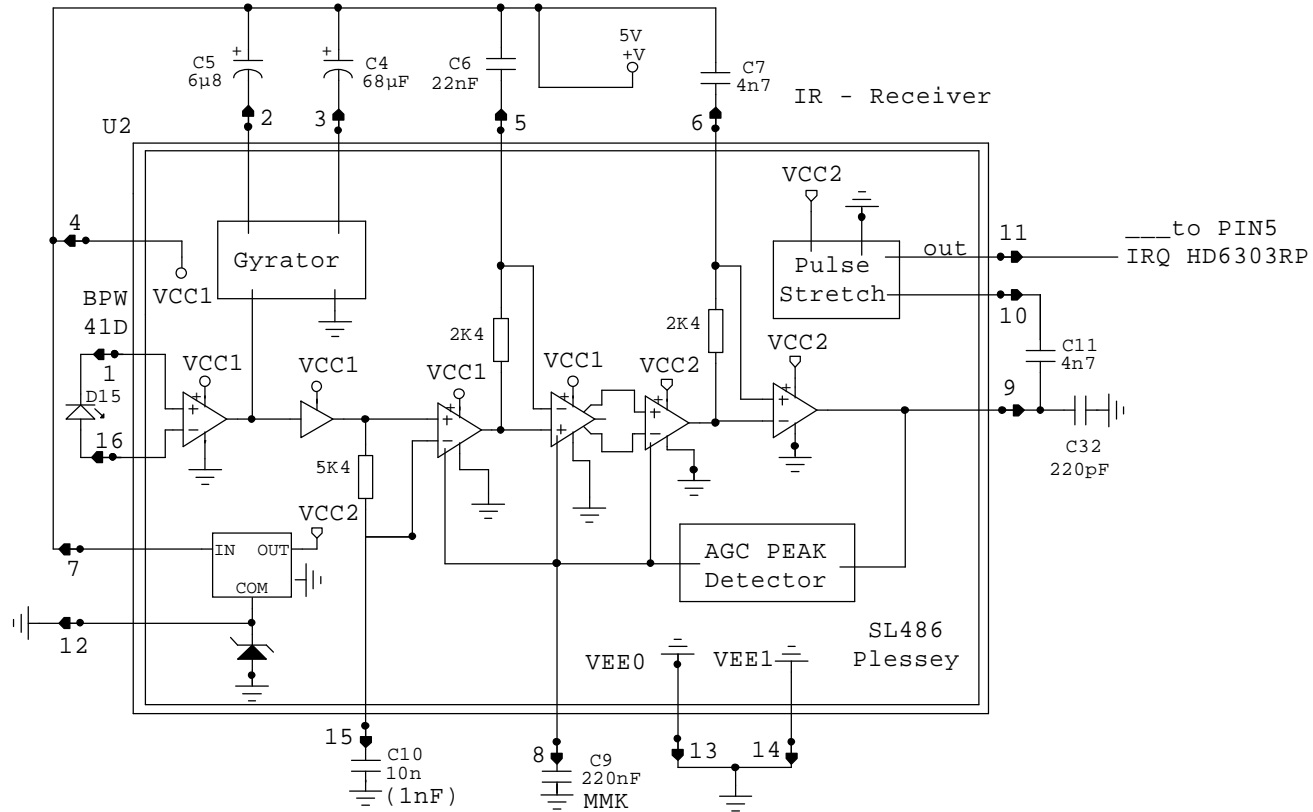 5V
+V
C5
6µ8
+
C4
68µF
+
C6
22nF
C7
4n7
IR - Receiver
2
3
5
6
U2
VCC2
4
Gyrator
VCC1
out
11
___to PIN5
IRQ HD6303RP
Pulse
Stretch
10
BPW
41D
1
D15
16
VCC1
VCC1
2K4
VCC1
VCC1
2K4
VCC2
VCC2
C11
4n7
9
C32
220pF
5K4
+
-
+
-
-
+
+
-
+
-
VCC2
IN
OUT
COM
7
12
AGC PEAK
Detector
SL486
Plessey
VEE0
VEE1
15
C10
10n
(1nF)
8
C9
220nF
MMK
13
14